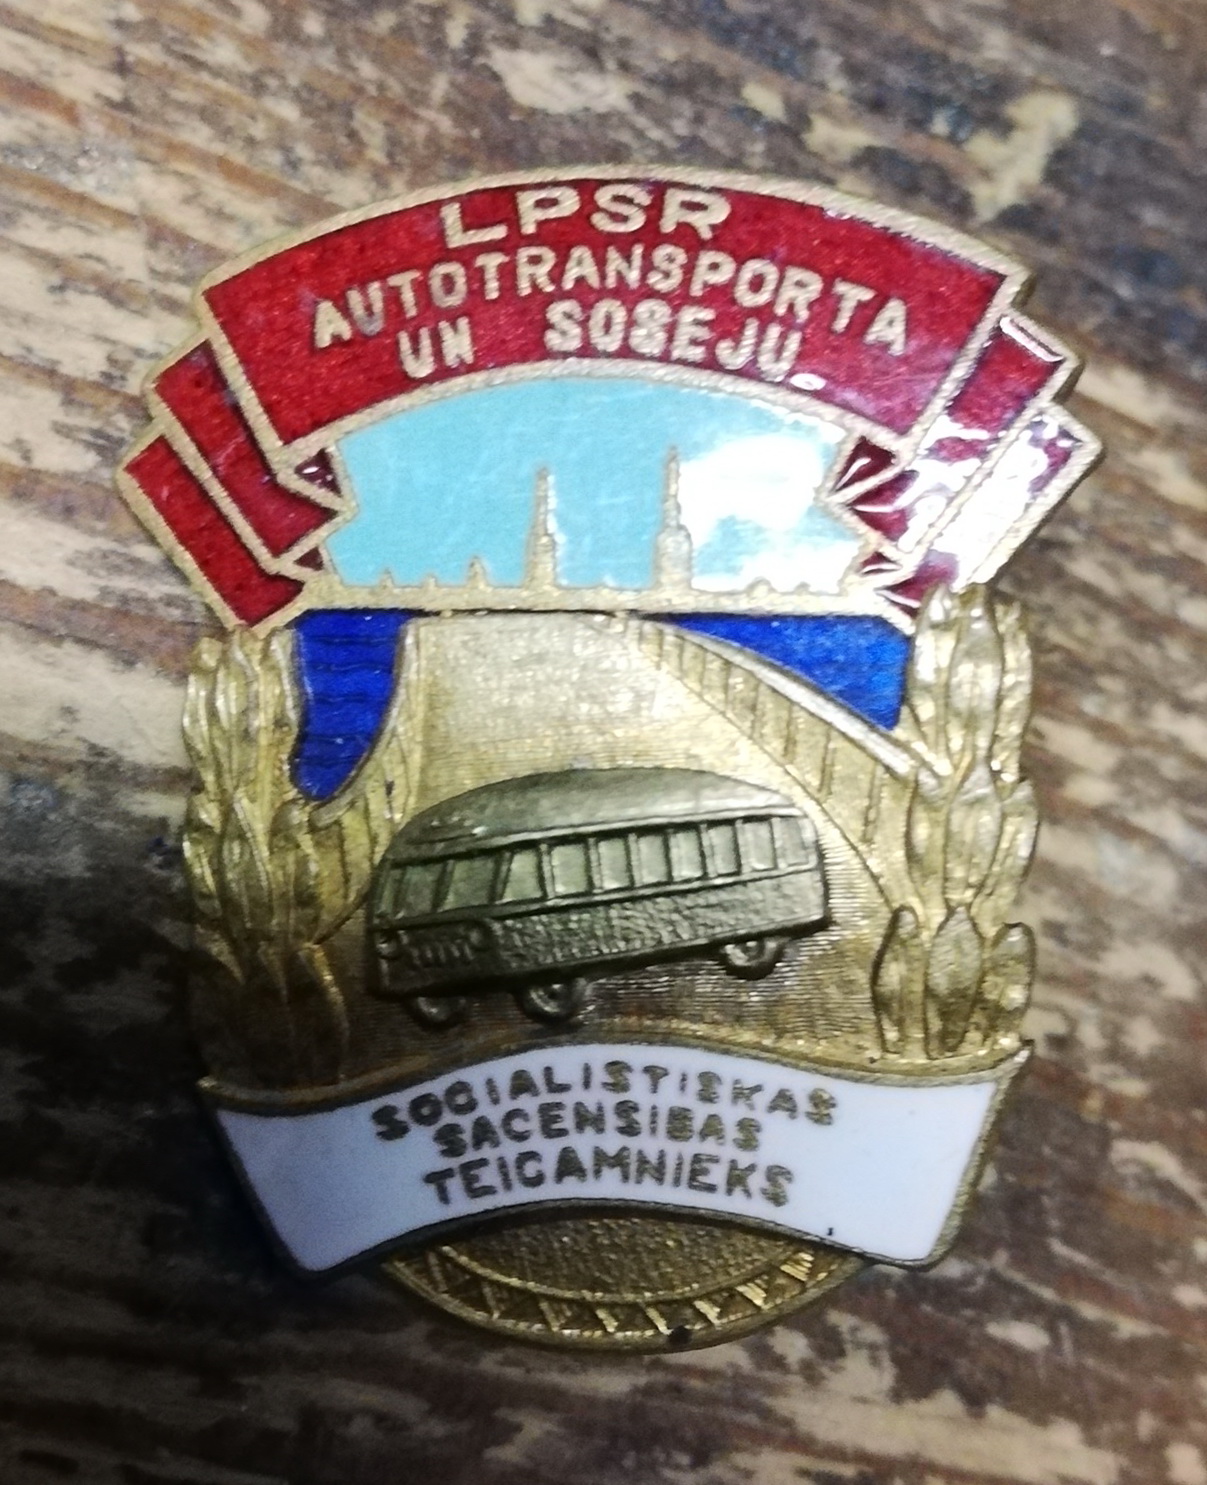 LPSR
AUTOTRANSPORTA
UN SOSEJU
SOCIALISTISKAS
SACENSIBAS
TEICAMNIEKS